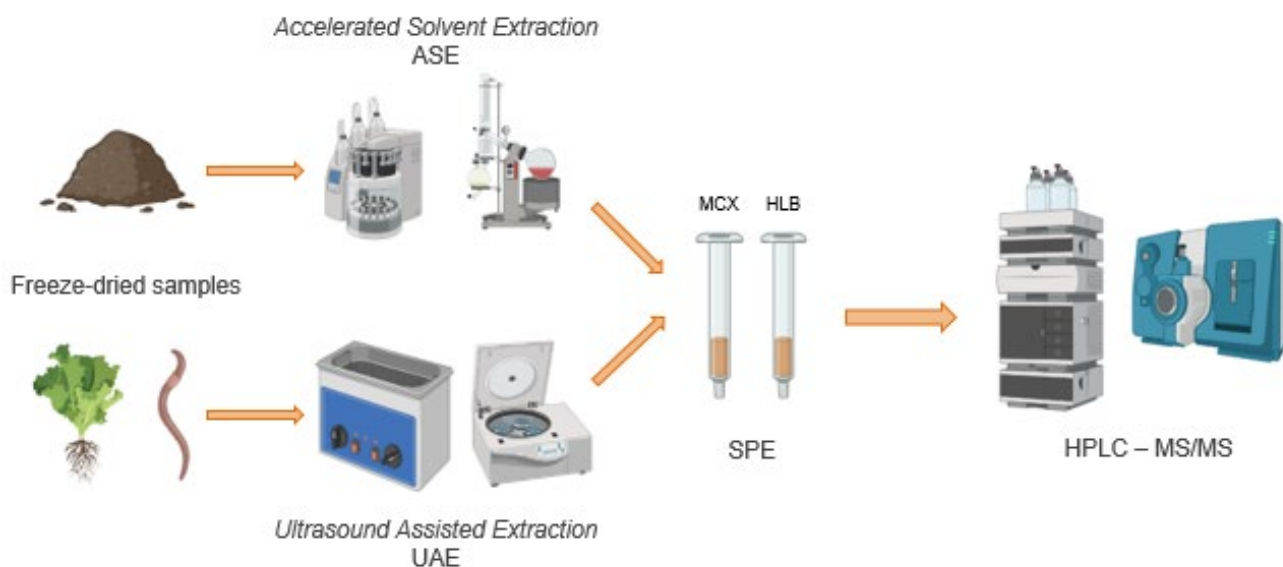 Accelerated Solvent Extraction
ASE
MCX HLB
Freeze-dried samples
SPE
HPLC – MS/MS
Ultrasound Assisted Extraction
UAE